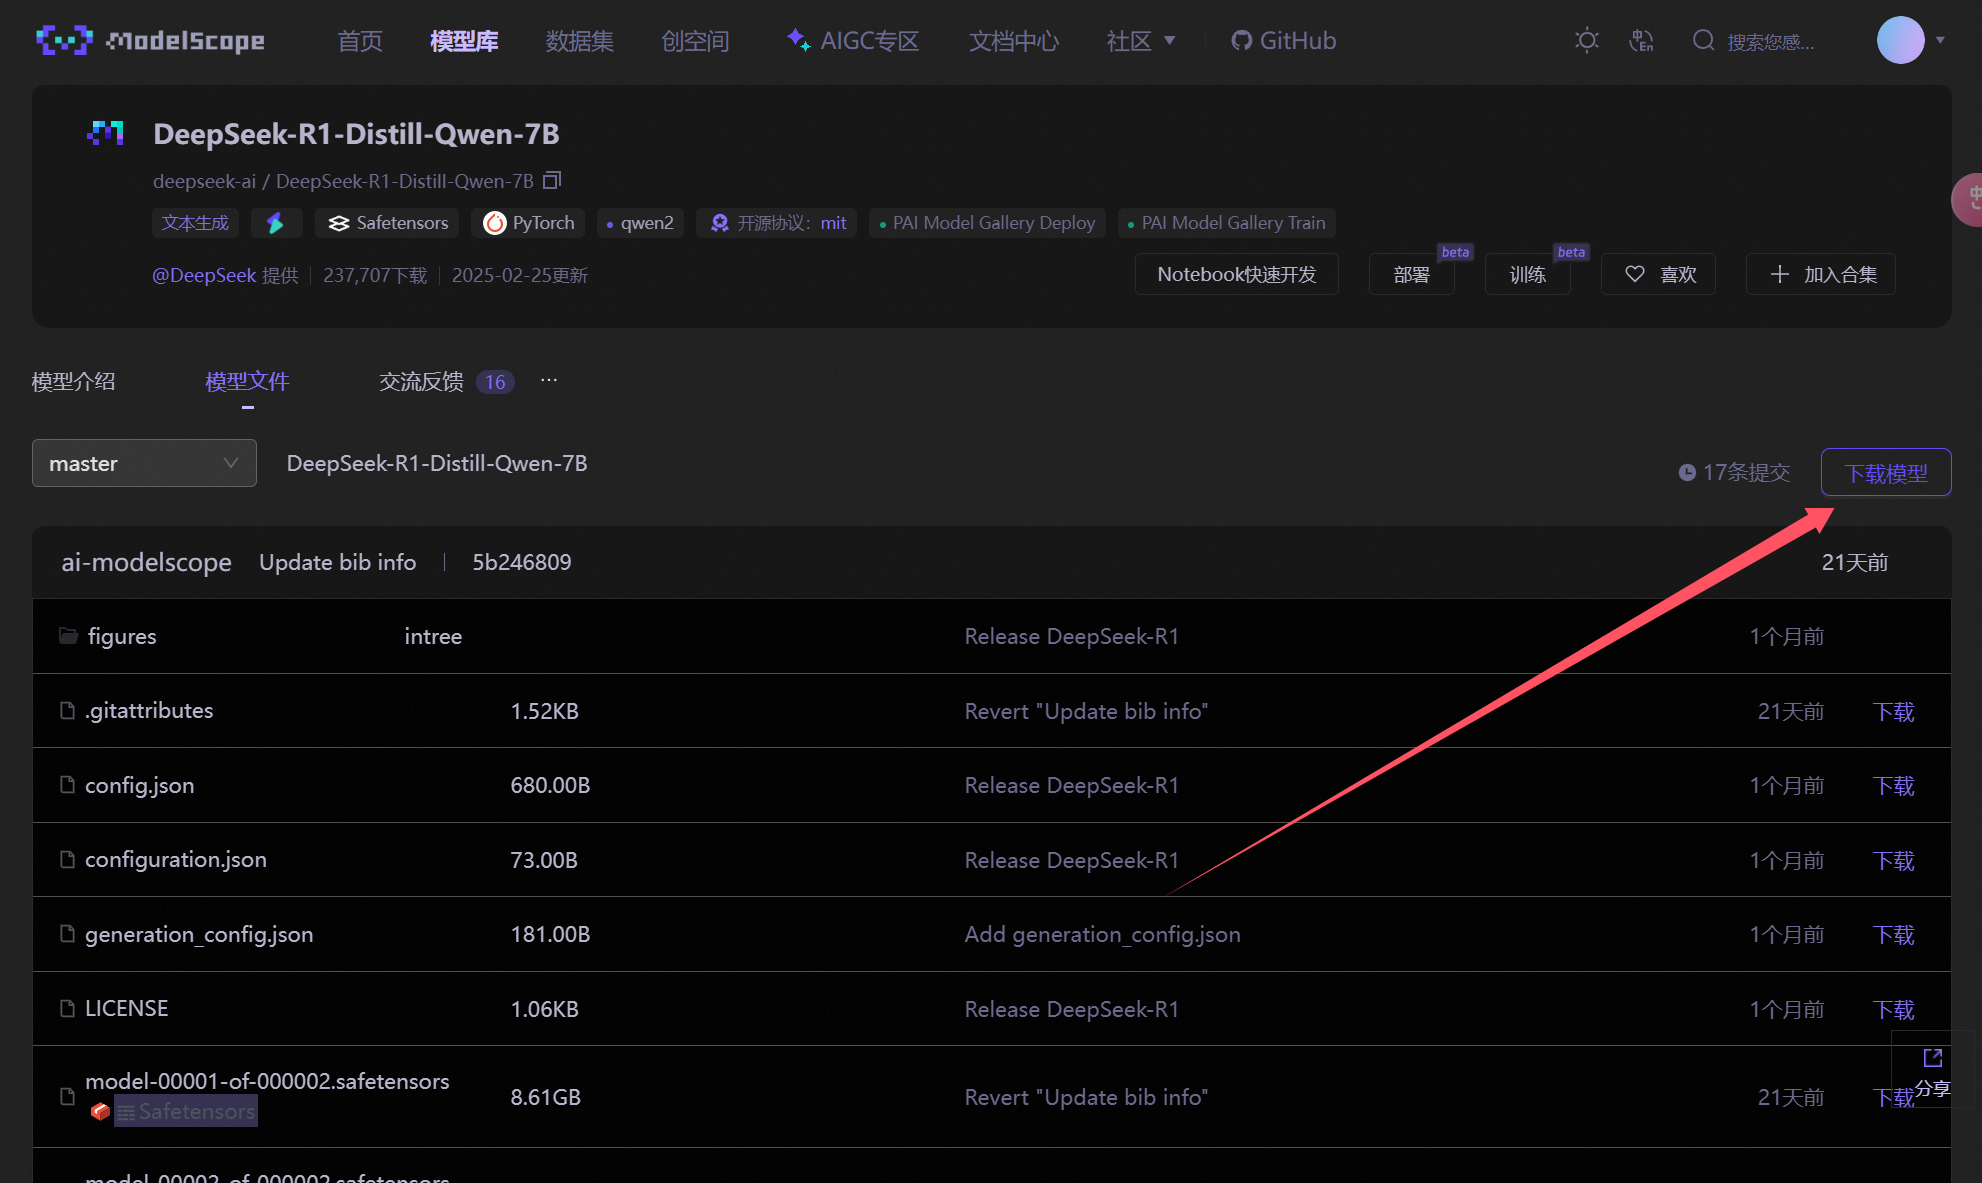 ModelScope 首页 模型库 数据集 创空间 AIGC专区 文档中心 社区 GitHub 搜索您感...
DeepSeek-R1-Distill-Qwen-7B
deepseek-ai / DeepSeek-R1-Distill-Qwen-7B
文本生成 Safetensors PyTorch qwen2 开源协议: mit PAI Model Gallery Deploy PAI Model Gallery Train
@DeepSeek 提供 237,707下载 2025-02-25更新 Notebook快速开发 部署 beta 训练 beta 喜欢 加入合集
模型介绍 模型文件 交流反馈 16 ...
master DeepSeek-R1-Distill-Qwen-7B 17条提交 下载模型
ai-modelscope Update bib info 5b246809 21天前
figures intree Release DeepSeek-R1 1个月前
.gitattributes 1.52KB Revert "Update bib info" 21天前 下载
config.json 680.00B Release DeepSeek-R1 1个月前 下载
configuration.json 73.00B Release DeepSeek-R1 1个月前 下载
generation_config.json 181.00B Add generation_config.json 1个月前 下载
LICENSE 1.06KB Release DeepSeek-R1 1个月前 下载
model-00001-of-000002.safetensors 8.61GB Revert "Update bib info" 21天前 下载
Safetensors
分享
model-00002-of-000002.safetensors